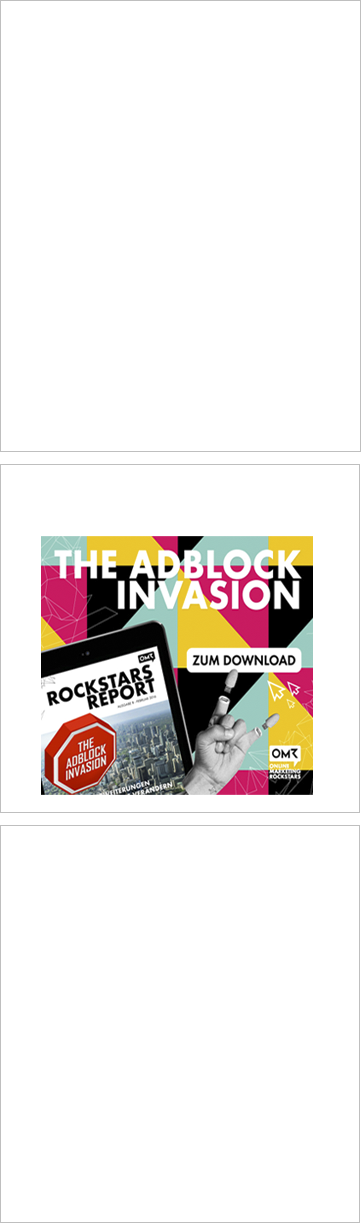 THE ADBLOCK
INVASION
ZUM DOWNLOAD
OMR
ROCKSTARS
REPORT
THE
ADBLOCK
INVASION
OMR
ONLINE
MARKETING
ROCKSTARS